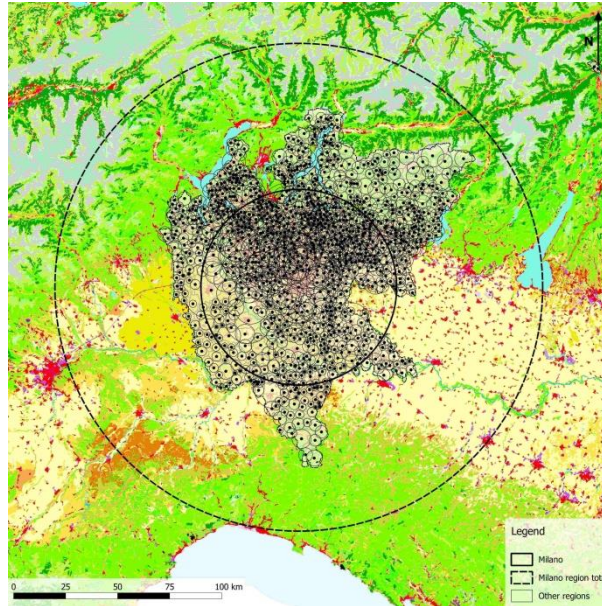 N
Legend
Milano
Milano region tot
Other regions
0 25 50 75 100 km